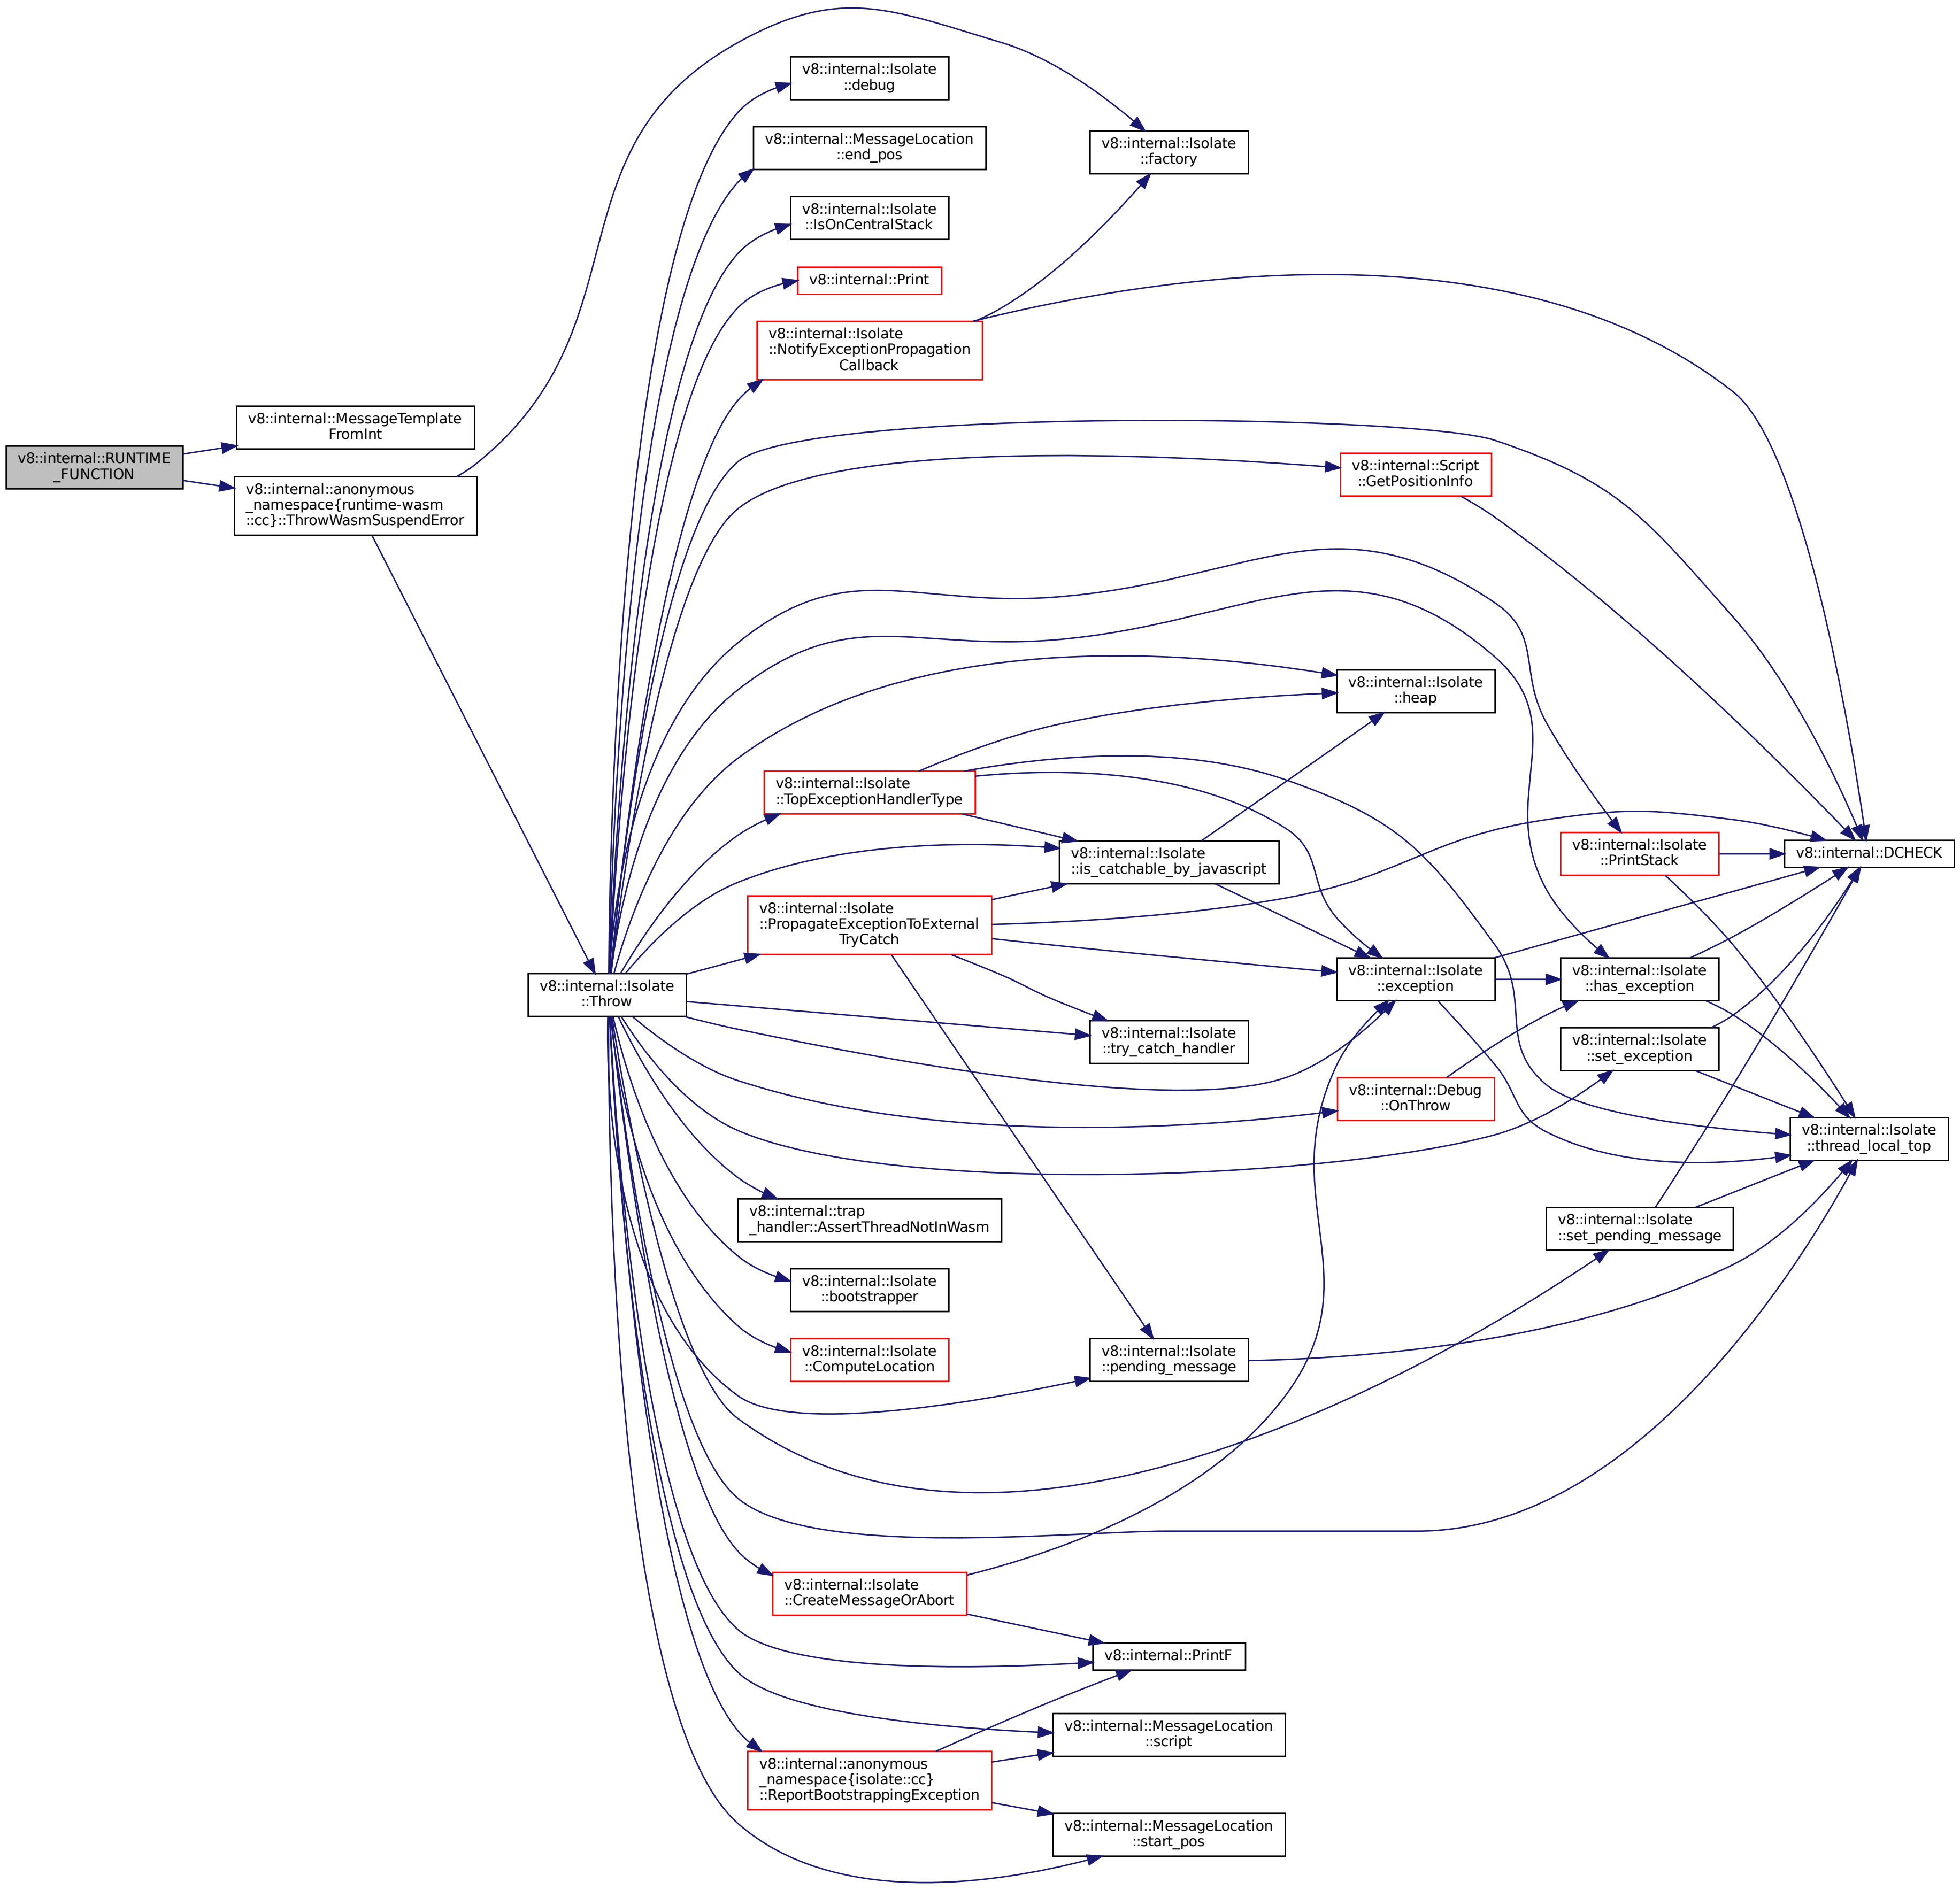 v8::internal::RUNTIME
_FUNCTION
v8::internal::MessageTemplate
FromInt
v8::internal::anonymous
_namespace{runtime-wasm
::cc}::ThrowWasmSuspendError
v8::internal::Isolate
::Throw
v8::internal::Isolate
::debug
v8::internal::MessageLocation
::end_pos
v8::internal::Isolate
::IsOnCentralStack
v8::internal::Print
v8::internal::Isolate
::NotifyExceptionPropagation
Callback
v8::internal::Isolate
::TopExceptionHandlerType
v8::internal::Isolate
::PropagateExceptionToExternal
TryCatch
v8::internal::trap
_handler::AssertThreadNotInWasm
v8::internal::Isolate
::bootstrapper
v8::internal::Isolate
::ComputeLocation
v8::internal::Isolate
::CreateMessageOrAbort
v8::internal::anonymous
_namespace{isolate::cc}
::ReportBootstrappingException
v8::internal::Isolate
::factory
v8::internal::Isolate
::is_catchable_by_javascript
v8::internal::Isolate
::try_catch_handler
v8::internal::Isolate
::pending_message
v8::internal::PrintF
v8::internal::MessageLocation
::script
v8::internal::MessageLocation
::start_pos
v8::internal::Script
::GetPositionInfo
v8::internal::Isolate
::heap
v8::internal::Isolate
::exception
v8::internal::Debug
::OnThrow
v8::internal::Isolate
::PrintStack
v8::internal::Isolate
::has_exception
v8::internal::Isolate
::set_exception
v8::internal::Isolate
::set_pending_message
v8::internal::DCHECK
v8::internal::Isolate
::thread_local_top